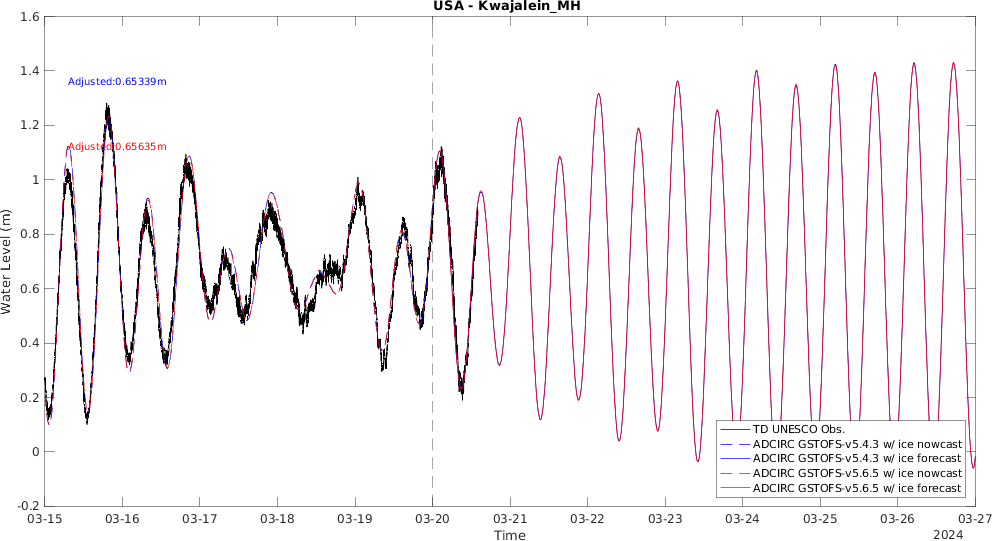 USA - Kwajalein_MH
1.6
1.4
1.2
1
0.8
0.6
0.4
0.2
0
-0.2
Water Level (m)
Adjusted:0.65339m
Adjusted:0.65635m
TD UNESCO Obs.
ADCIRC GSTOFS-v5.4.3 w/ ice nowcast
ADCIRC GSTOFS-v5.4.3 w/ ice forecast
ADCIRC GSTOFS-v5.6.5 w/ ice nowcast
ADCIRC GSTOFS-v5.6.5 w/ ice forecast
03-15 03-16 03-17 03-18 03-19 03-20 03-21 03-22 03-23 03-24 03-25 03-26 03-27
Time
2024